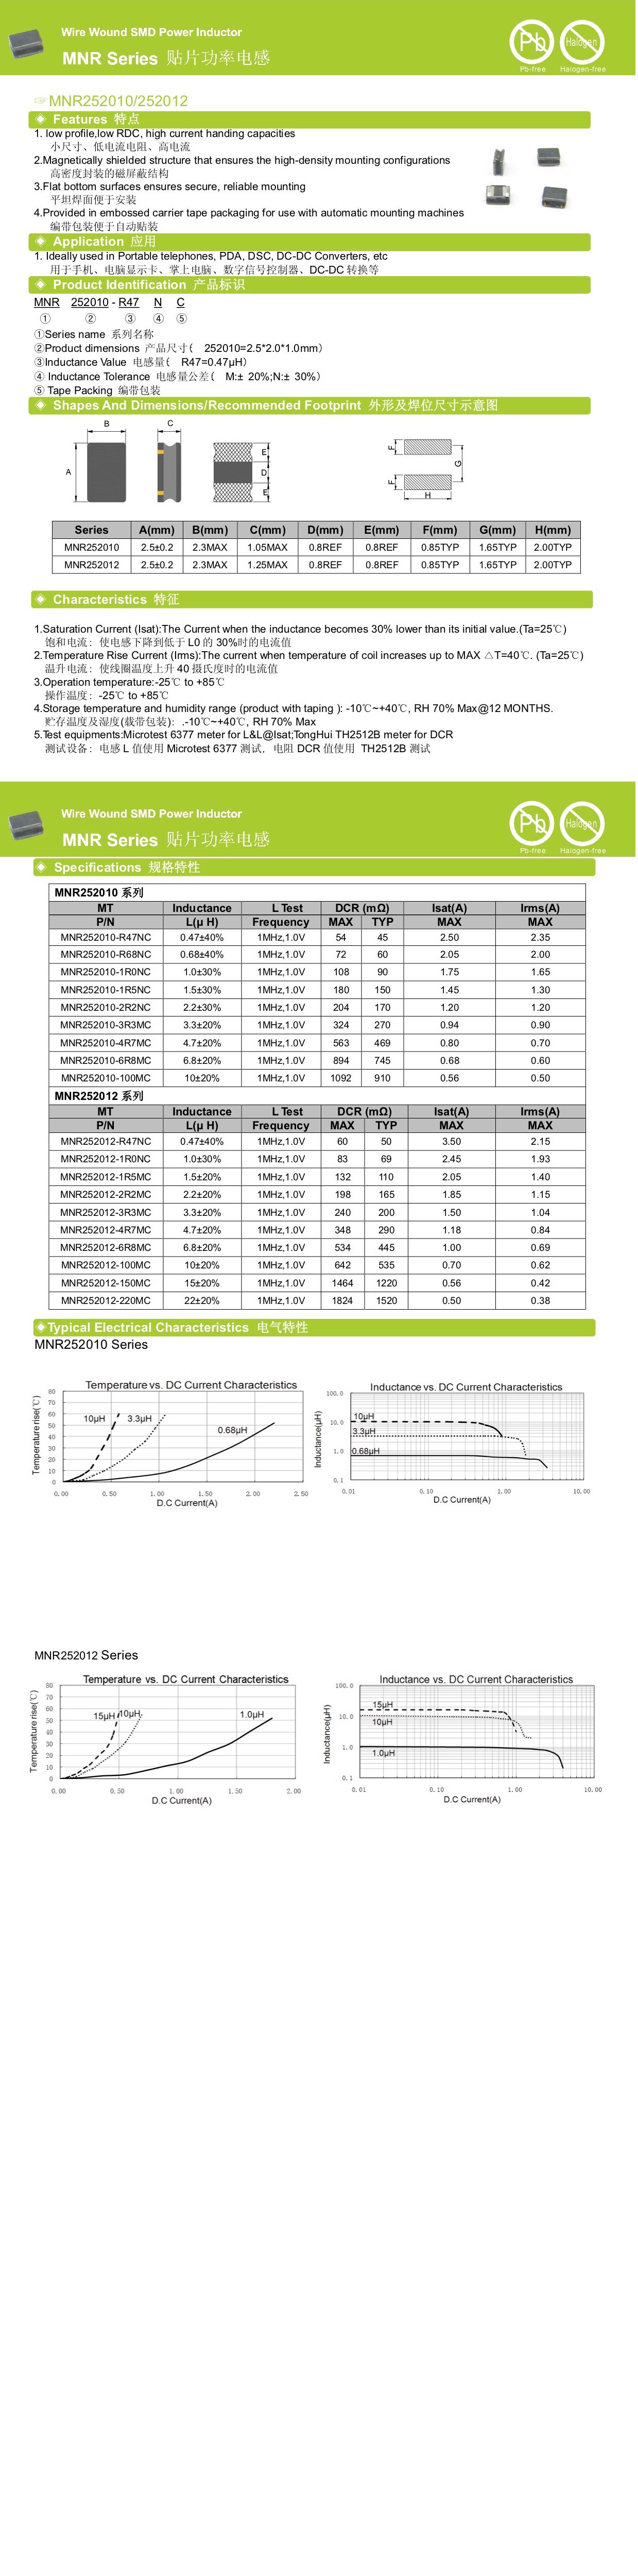 Wire Wound SMD Power Inductor
MNR Series 贴片功率电感
Pb
Pb-free
Halogen
Halogen-free
☞MNR252010/252012
Features 特点
1. low profile,low RDC, high current handing capacities
小尺寸、低电流电阻、高电流
2.Magnetically shielded structure that ensures the high-density mounting configurations
高密度封装的磁屏蔽结构
3.Flat bottom surfaces ensures secure, reliable mounting
平坦焊面便于安装
4.Provided in embossed carrier tape packaging for use with automatic mounting machines
编带包装便于自动贴装
Application 应用
1. Ideally used in Portable telephones, PDA, DSC, DC-DC Converters, etc
用于手机、电脑显示卡、掌上电脑、数字信号控制器、DC-DC 转换等
Product Identification 产品标识
MNR 252010 - R47 N C
① ② ③ ④ ⑤
①Series name 系列名称
②Product dimensions 产品尺寸( 252010=2.5*2.0*1.0mm)
③Inductance Value 电感量( R47=0.47μH)
④ Inductance Tolerance 电感量公差( M:± 20%;N:± 30%)
⑤ Tape Packing 编带包装
Shapes And Dimensions/Recommended Footprint 外形及焊位尺寸示意图
B
C
A
E
D
E
F
F
G
H
Series A(mm) B(mm) C(mm) D(mm) E(mm) F(mm) G(mm) H(mm)
MNR252010 2.5±0.2 2.3MAX 1.05MAX 0.8REF 0.8REF 0.85TYP 1.65TYP 2.00TYP
MNR252012 2.5±0.2 2.3MAX 1.25MAX 0.8REF 0.8REF 0.85TYP 1.65TYP 2.00TYP
Characteristics 特征
1.Saturation Current (Isat):The Current when the inductance becomes 30% lower than its initial value.(Ta=25℃)
饱和电流：使电感下降到低于 L0 的 30%时的电流值
2.Temperature Rise Current (Irms):The current when temperature of coil increases up to MAX △T=40℃. (Ta=25℃)
温升电流：使线圈温度上升 40 摄氏度时的电流值
3.Operation temperature:-25℃ to +85℃
操作温度：-25℃ to +85℃
4.Storage temperature and humidity range (product with taping ): -10℃~+40℃, RH 70% Max@12 MONTHS.
贮存温度及湿度(载带包装)：.-10℃~+40℃, RH 70% Max
5.Test equipments:Microtest 6377 meter for L&L@Isat;TongHui TH2512B meter for DCR
测试设备：电感 L 值使用 Microtest 6377 测试，电阻 DCR 值使用 TH2512B 测试
Wire Wound SMD Power Inductor
MNR Series 贴片功率电感
Pb
Pb-free
Halogen
Halogen-free
Specifications 规格特性
MNR252010 系列
MT Inductance L Test DCR (mΩ) Isat(A) Irms(A)
P/N L(μ H) Frequency MAX TYP MAX MAX
MNR252010-R47NC 0.47±40% 1MHz,1.0V 54 45 2.50 2.35
MNR252010-R68NC 0.68±40% 1MHz,1.0V 72 60 2.05 2.00
MNR252010-1R0NC 1.0±30% 1MHz,1.0V 108 90 1.75 1.65
MNR252010-1R5NC 1.5±30% 1MHz,1.0V 180 150 1.45 1.30
MNR252010-2R2NC 2.2±30% 1MHz,1.0V 204 170 1.20 1.20
MNR252010-3R3MC 3.3±20% 1MHz,1.0V 324 270 0.94 0.90
MNR252010-4R7MC 4.7±20% 1MHz,1.0V 563 469 0.80 0.70
MNR252010-6R8MC 6.8±20% 1MHz,1.0V 894 745 0.68 0.60
MNR252010-100MC 10±20% 1MHz,1.0V 1092 910 0.56 0.50
MNR252012 系列
MT Inductance L Test DCR (mΩ) Isat(A) Irms(A)
P/N L(μ H) Frequency MAX TYP MAX MAX
MNR252012-R47NC 0.47±40% 1MHz,1.0V 60 50 3.50 2.15
MNR252012-1R0NC 1.0±30% 1MHz,1.0V 83 69 2.45 1.93
MNR252012-1R5MC 1.5±20% 1MHz,1.0V 132 110 2.05 1.40
MNR252012-2R2MC 2.2±20% 1MHz,1.0V 198 165 1.85 1.15
MNR252012-3R3MC 3.3±20% 1MHz,1.0V 240 200 1.50 1.04
MNR252012-4R7MC 4.7±20% 1MHz,1.0V 348 290 1.18 0.84
MNR252012-6R8MC 6.8±20% 1MHz,1.0V 534 445 1.00 0.69
MNR252012-100MC 10±20% 1MHz,1.0V 642 535 0.70 0.62
MNR252012-150MC 15±20% 1MHz,1.0V 1464 1220 0.56 0.42
MNR252012-220MC 22±20% 1MHz,1.0V 1824 1520 0.50 0.38
Typical Electrical Characteristics 电气特性
MNR252010 Series
Temperature vs. DC Current Characteristics
Temperature rise(℃)
80
70
60
50
40
30
20
10
0
10μH 3.3μH 0.68μH
0.00 0.50 1.00 1.50 2.00 2.50
D.C Current(A)
Inductance vs. DC Current Characteristics
Inductance(μH)
100.0
10.0
1.0
0.1
10μH
3.3μH
0.68μH
0.01 0.10 1.00 10.00
D.C Current(A)
MNR252012 Series
Temperature vs. DC Current Characteristics
Temperature rise(℃)
80
70
60
50
40
30
20
10
0
15μH 10μH 1.0μH
0.00 0.50 1.00 1.50 2.00
D.C Current(A)
Inductance vs. DC Current Characteristics
Inductance(μH)
100.0
10.0
1.0
0.1
15μH
10μH
1.0μH
0.01 0.10 1.00 10.00
D.C Current(A)